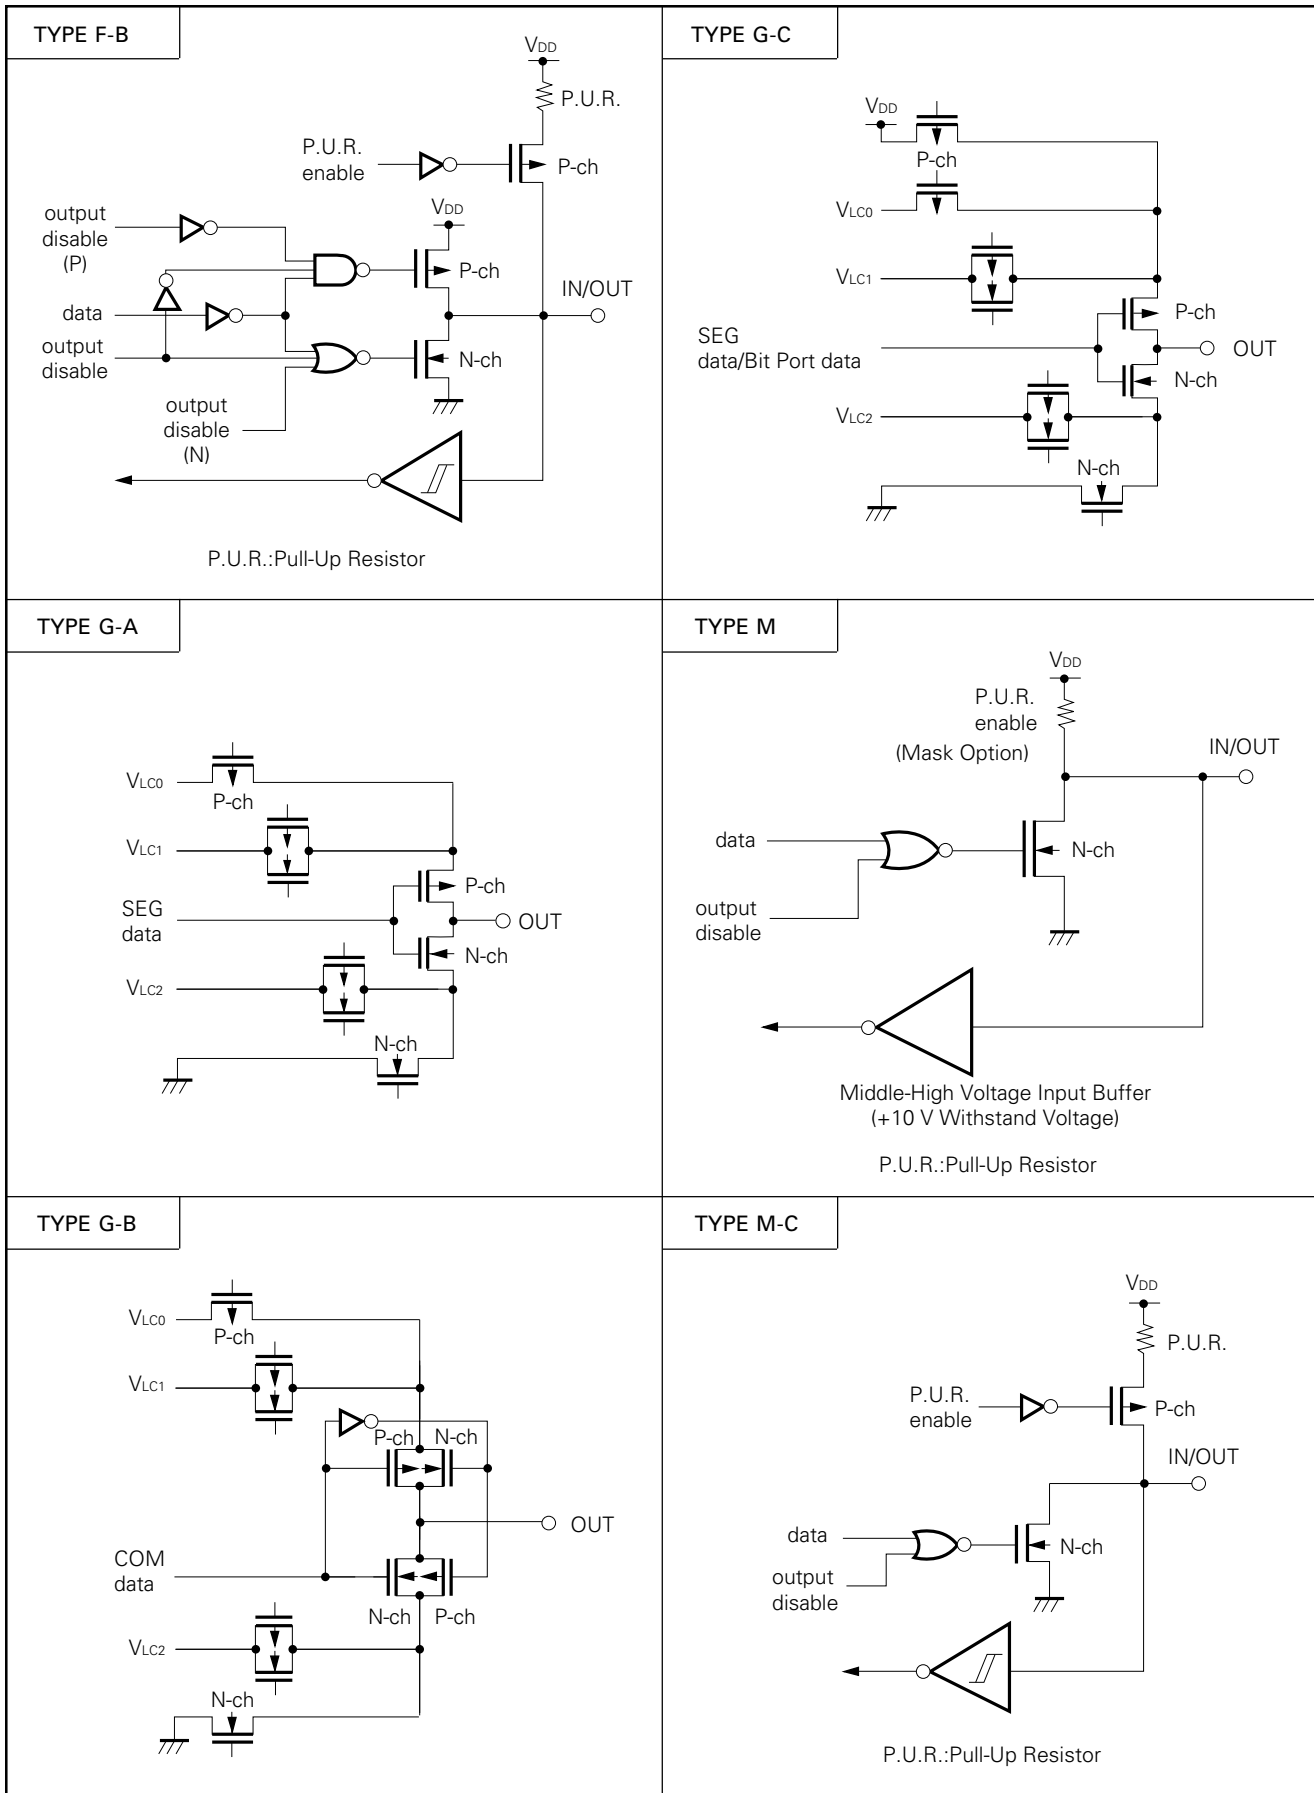 TYPE F-B
VDD
P.U.R.
P.U.R.
enable
P-ch
output
disable
(P)
VDD
P-ch
IN/OUT
data
output
disable
N-ch
output
disable
(N)
P.U.R.:Pull-Up Resistor
TYPE G-C
VDD
P-ch
VLC0
VLC1
P-ch
SEG
data/Bit Port data
OUT
N-ch
VLC2
N-ch
TYPE G-A
VLC0
P-ch
VLC1
P-ch
SEG
data
OUT
N-ch
VLC2
N-ch
TYPE M
VDD
P.U.R.
enable
(Mask Option)
IN/OUT
data
N-ch
output
disable
Middle-High Voltage Input Buffer
(+10 V Withstand Voltage)
P.U.R.:Pull-Up Resistor
TYPE G-B
VLC0
P-ch
VLC1
P-ch N-ch
OUT
COM
data
N-ch P-ch
VLC2
N-ch
TYPE M-C
VDD
P.U.R.
P.U.R.
enable
P-ch
IN/OUT
data
N-ch
output
disable
P.U.R.:Pull-Up Resistor